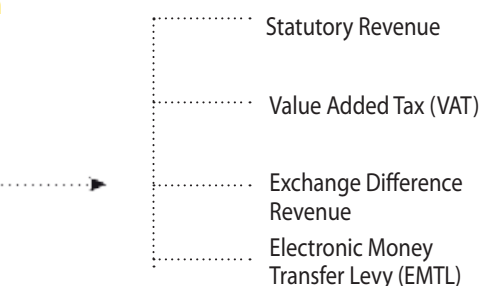 Statutory Revenue
Value Added Tax (VAT)
Exchange Difference
Revenue
Electronic Money
Transfer Levy (EMTL)